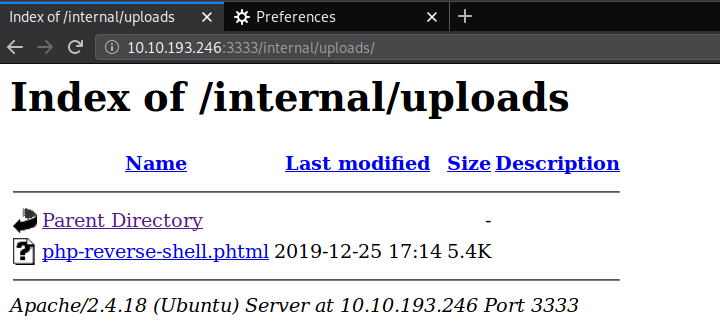 Index of /internal/uploads
Preferences
10.10.193.246:3333/internal/uploads/
Index of /internal/uploads
Name Last modified Size Description
Parent Directory -
php-reverse-shell.phtml 2019-12-25 17:14 5.4K
Apache/2.4.18 (Ubuntu) Server at 10.10.193.246 Port 3333